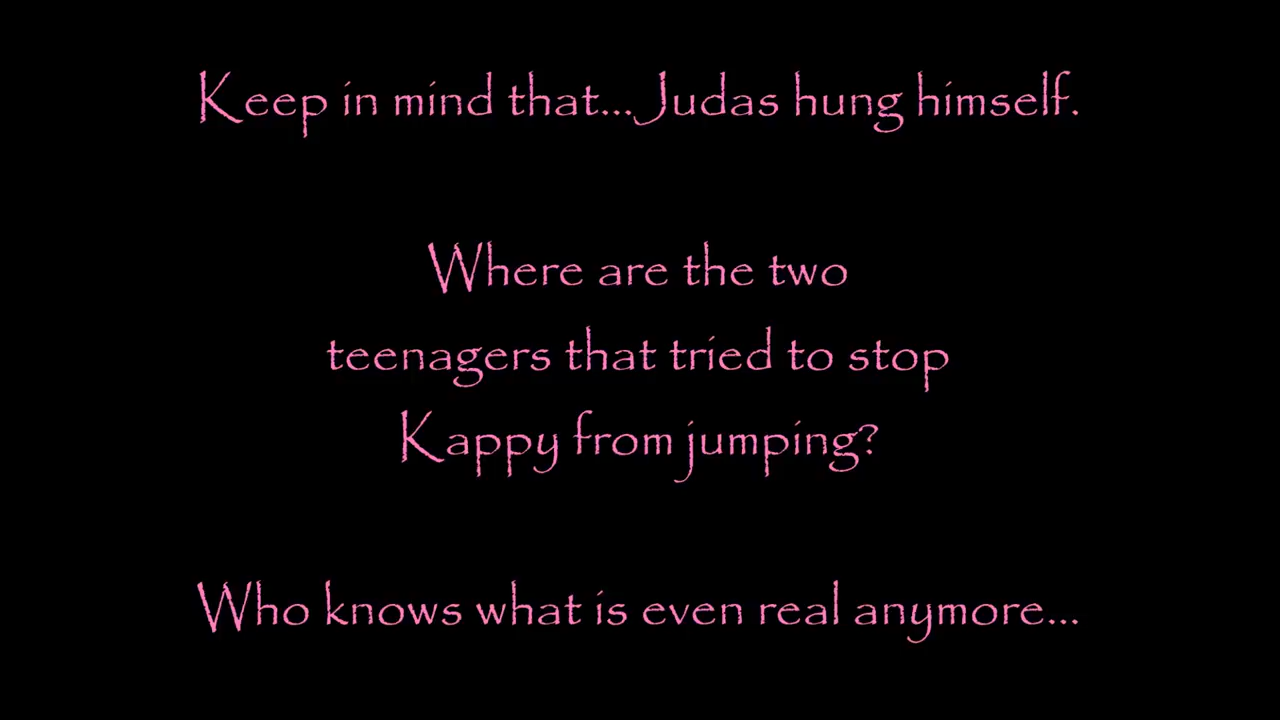 Keep in mind that...Judas hung himself.
Where are the two
teenagers that tried to stop
Kappy from jumping?
Who knows what is even real anymore...